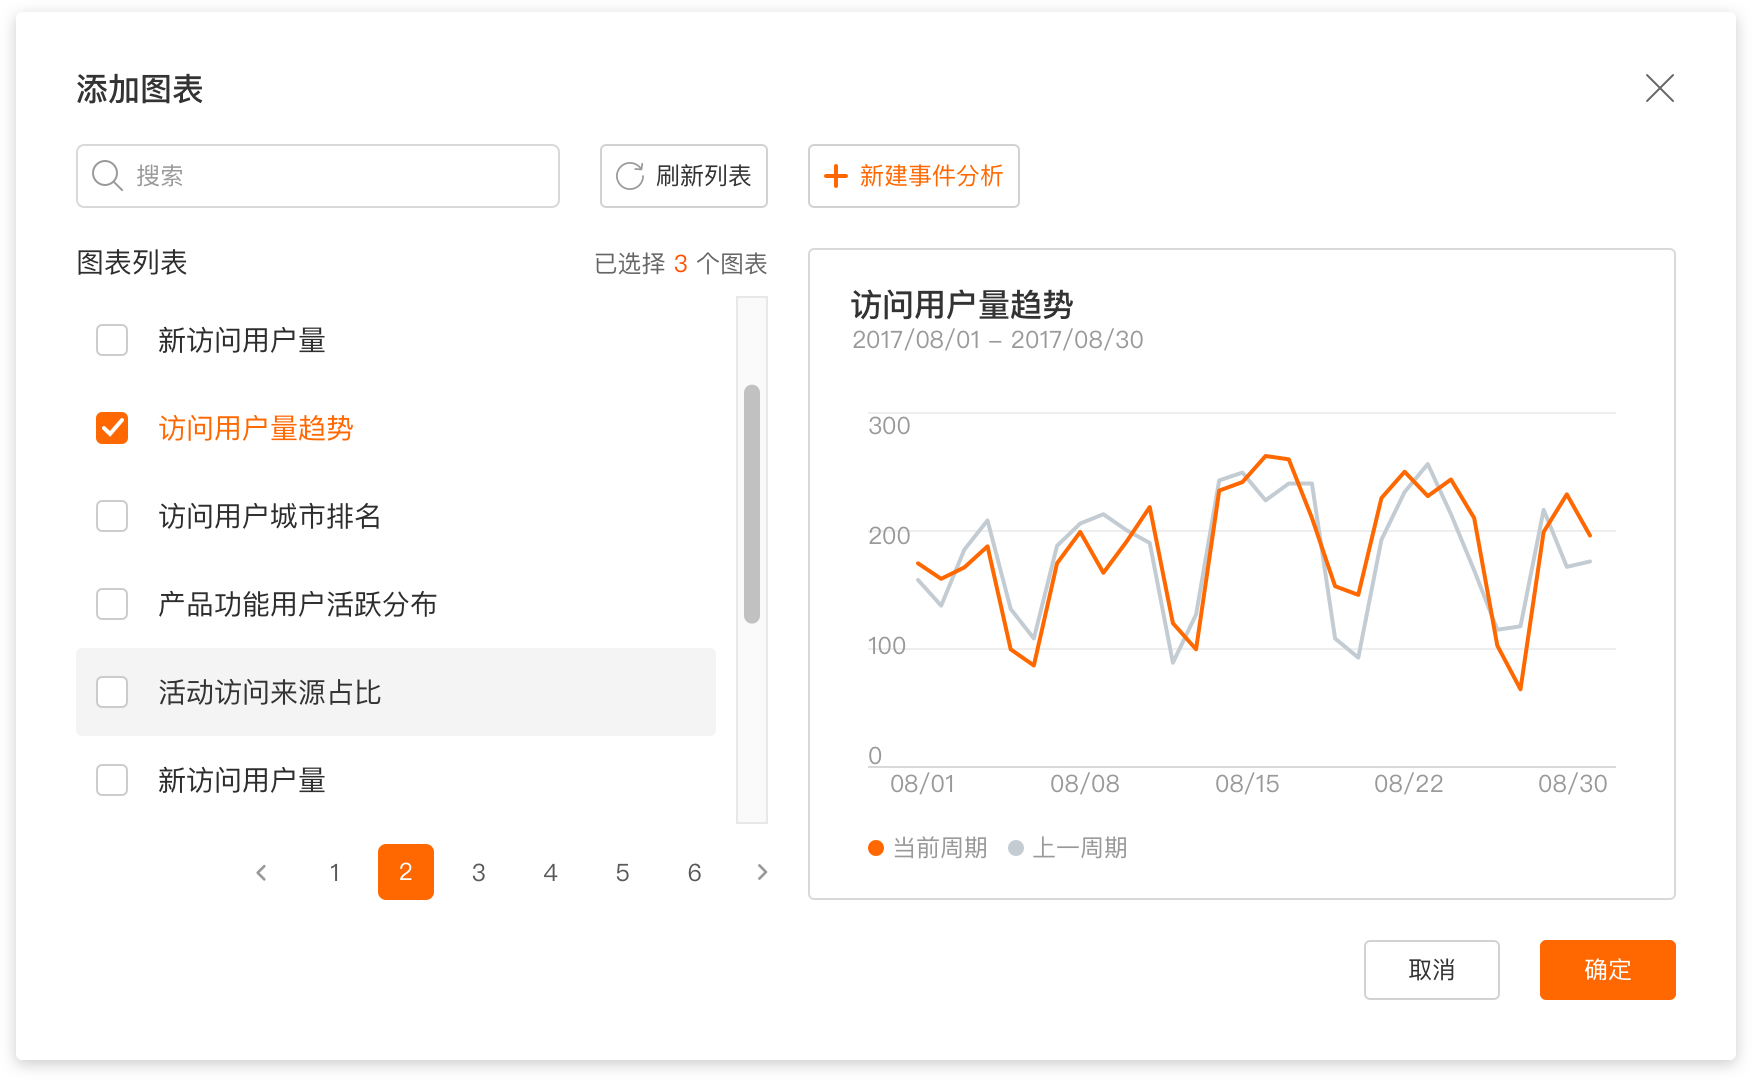 添加图表
搜索
刷新列表
新建事件分析
图表列表
已选择 3 个图表
新访问用户量
访问用户量趋势
访问用户城市排名
产品功能用户活跃分布
活动访问来源占比
新访问用户量
1 2 3 4 5 6
访问用户量趋势
2017/08/01 – 2017/08/30
300
200
100
0
08/01 08/08 08/15 08/22 08/30
当前周期 上一周期
取消 确定